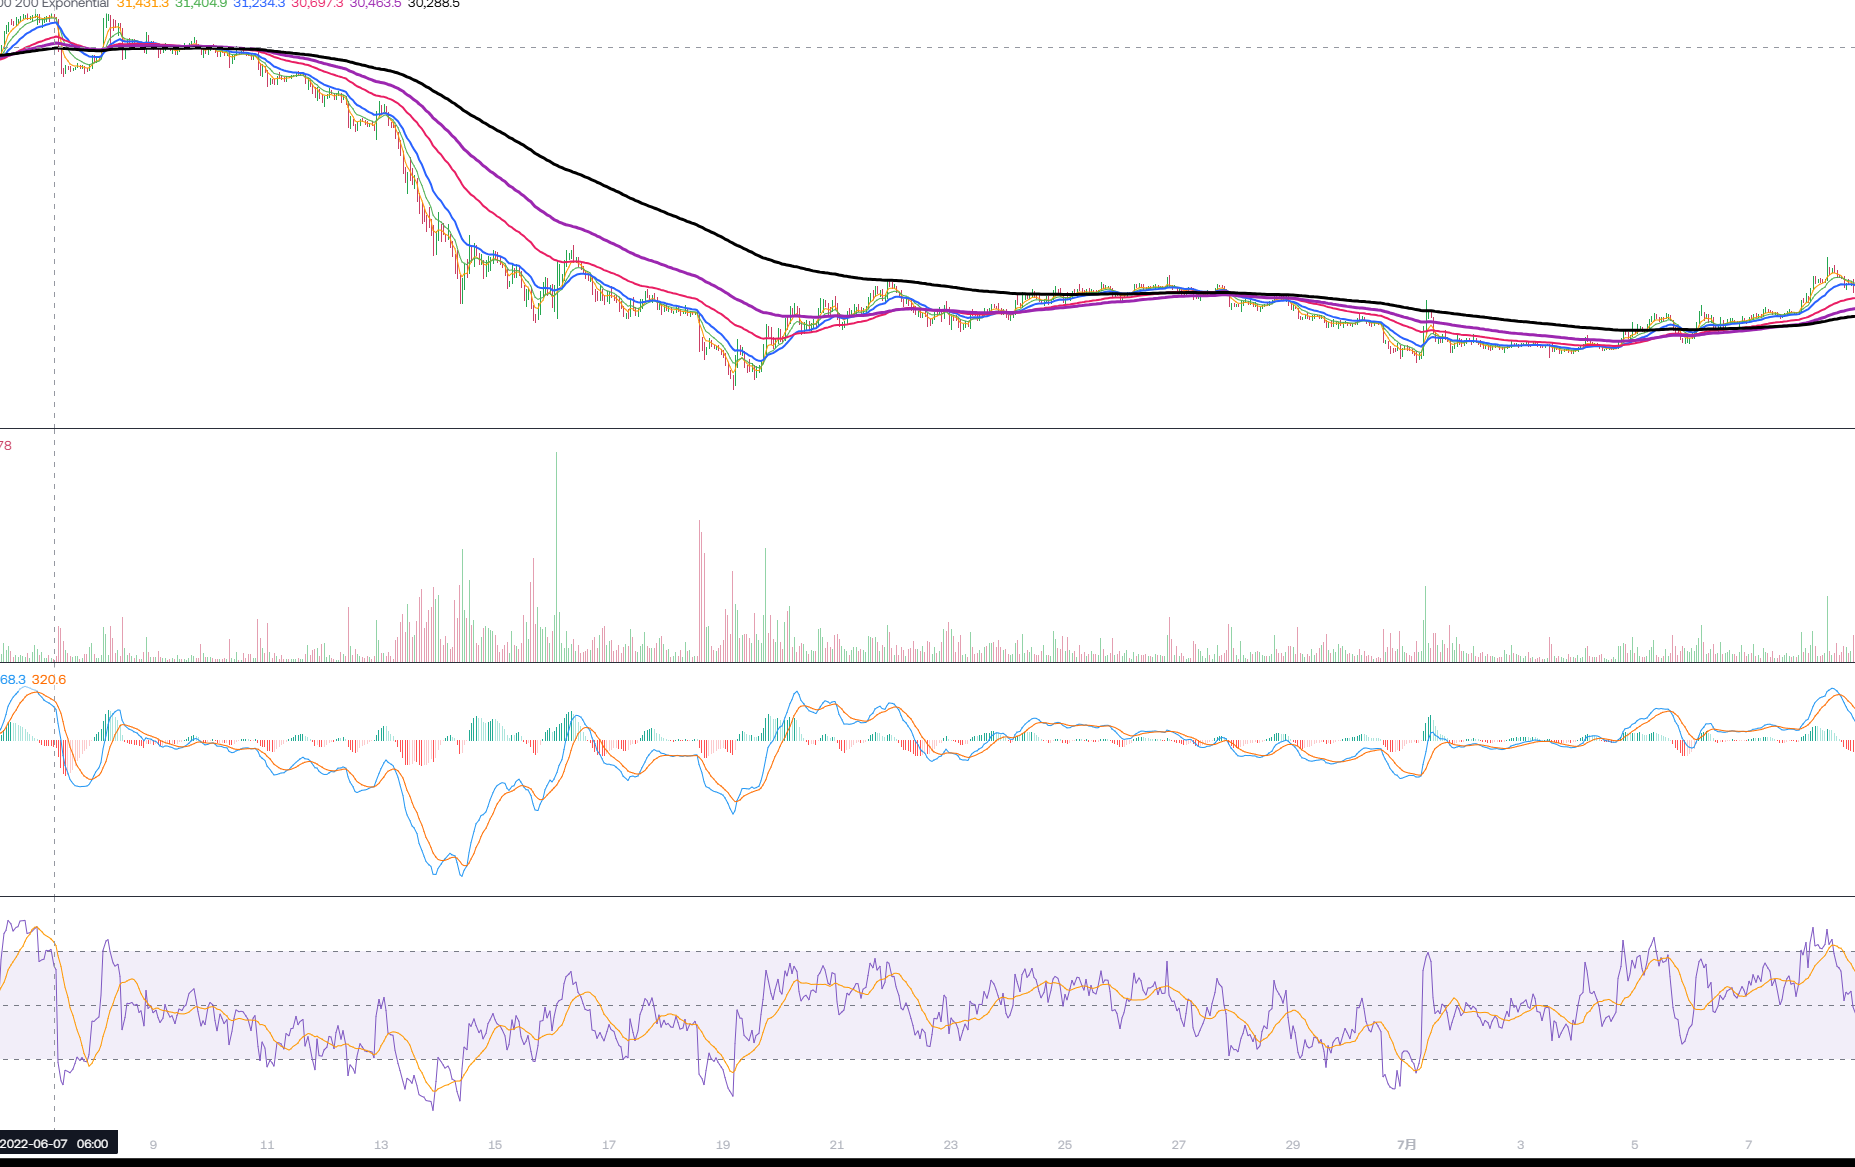 00 200 Exponential 31,431.3 31,404.9 31,234.3 30,697.3 30,463.5 30,288.5
78
68.3 320.6
2022-06-07 06:00 9 11 13 15 17 19 21 23 25 27 29 7月 3 5 7